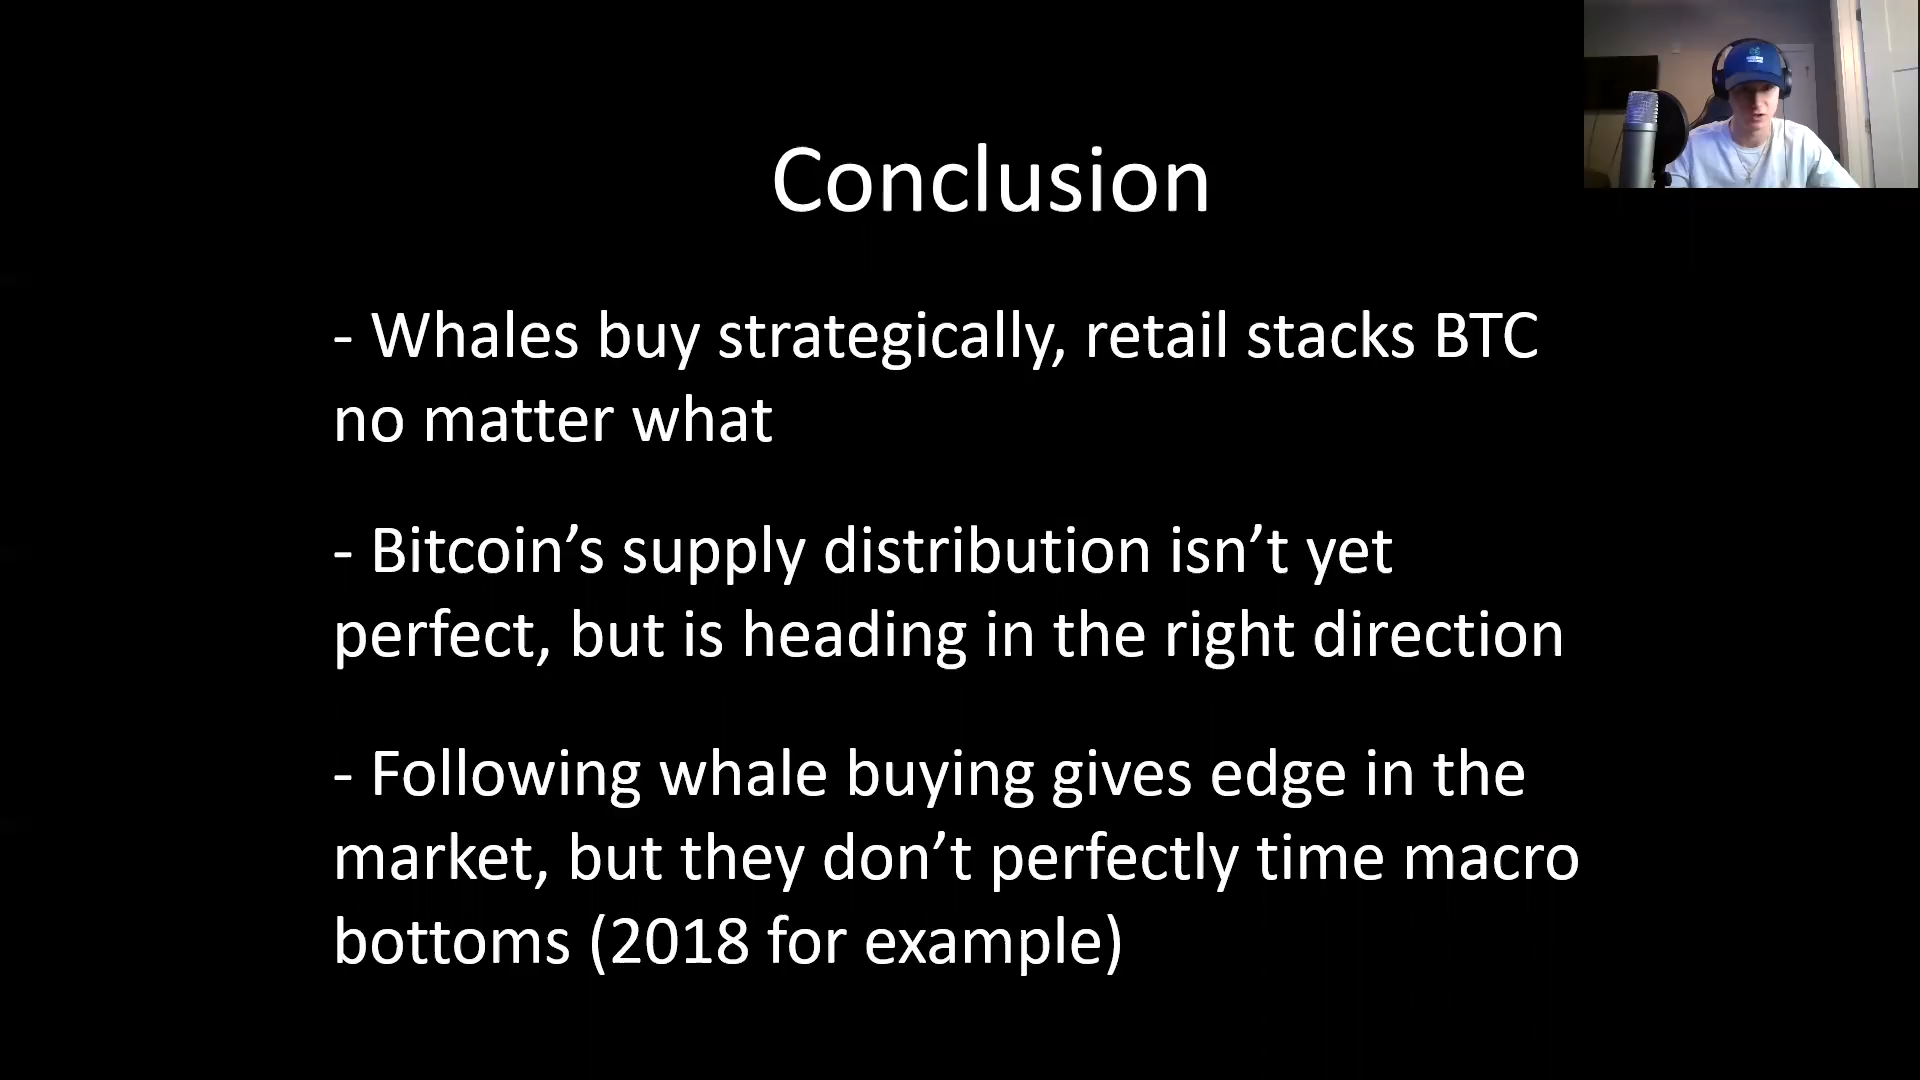 Conclusion
- Whales buy strategically, retail stacks BTC
no matter what
- Bitcoin’s supply distribution isn’t yet
perfect, but is heading in the right direction
- Following whale buying gives edge in the
market, but they don’t perfectly time macro
bottoms (2018 for example)